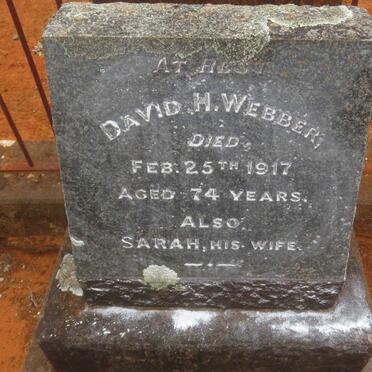 AT REST
DAVID H. WEBBER,
DIED
FEB. 25TH 1917
AGED 74 YEARS.
ALSO
SARAH, HIS WIFE.